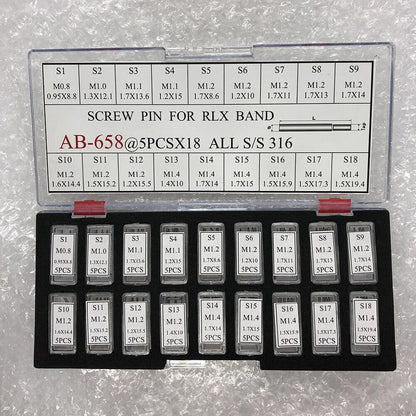 S1 S2 S3 S4 S5 S6 S7 S8 S9
M0.8 M1.0 M1.1 M1.1 M1.2 M1.2 M1.2 M1.2 M1.2
0.95X8.8 1.3X12.1 1.7X13.6 1.2X15 1.7X8.6 1.2X10 1.7X11 1.7X13 1.7X14
SCREW PIN FOR RLX BAND
L
AB-658@5PCSX18 ALL S/S 316
S10 S11 S12 S13 S14 S15 S16 S17 S18
M1.2 M1.2 M1.2 M1.4 M1.4 M1.4 M1.4 M1.4 M1.4
1.6X14.4 1.5X15.2 1.2X15.5 1.4X10 1.7X14 1.7X15 1.5X15.9 1.5X17.3 1.5X19.4
S1 S2 S3 S4 S5 S6 S7 S8 S9
M0.8 M1.0 M1.1 M1.1 M1.2 M1.2 M1.2 M1.2 M1.2
0.95X8.8 1.3X12.1 1.7X13.6 1.2X15 1.7X8.6 1.2X10 1.7X11 1.7X13 1.7X14
5PCS 5PCS 5PCS 5PCS 5PCS 5PCS 5PCS 5PCS 5PCS
S10 S11 S12 S13 S14 S15 S16 S17 S18
M1.2 M1.2 M1.2 M1.4 M1.4 M1.4 M1.4 M1.4 M1.4
1.6X14.4 1.5X15.2 1.2X15.5 1.4X10 1.7X14 1.7X15 1.5X15.9 1.5X17.3 1.5X19.4
5PCS 5PCS 5PCS 5PCS 5PCS 5PCS 5PCS 5PCS 5PCS